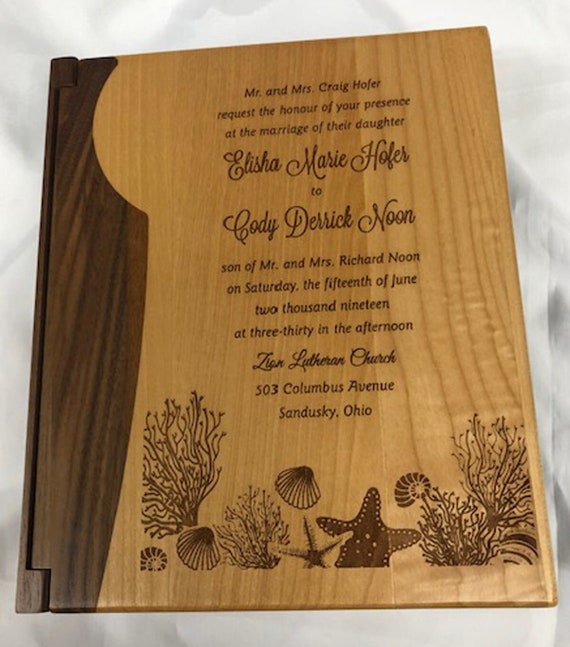 Mr. and Mrs. Craig Hofer
request the honour of your presence
at the marriage of their daughter
Elisha Marie Hofer
to
Cody Derrick Noon
son of Mr. and Mrs. Richard Noon
on Saturday, the fifteenth of June
two thousand nineteen
at three-thirty in the afternoon
Zion Lutheran Church
503 Columbus Avenue
Sandusky, Ohio